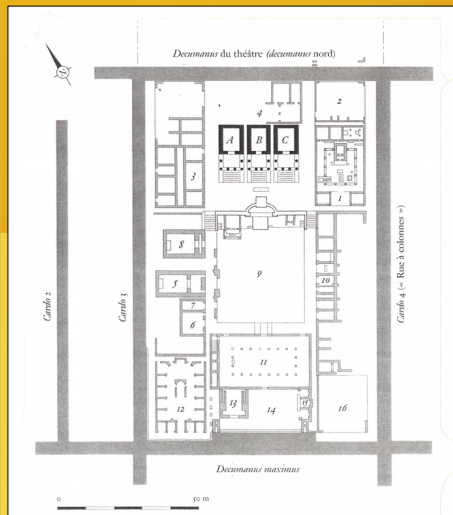 N
Decumanus du théâtre (decumanus nord)
2
4
A B C
3
1
8
5
7
6
9
10
11
12
13
14
15
16
Cardo 2
Cardo 3
Cardo 4 (« Rue à colonnes »)
Decumanus maximus
0 50 m